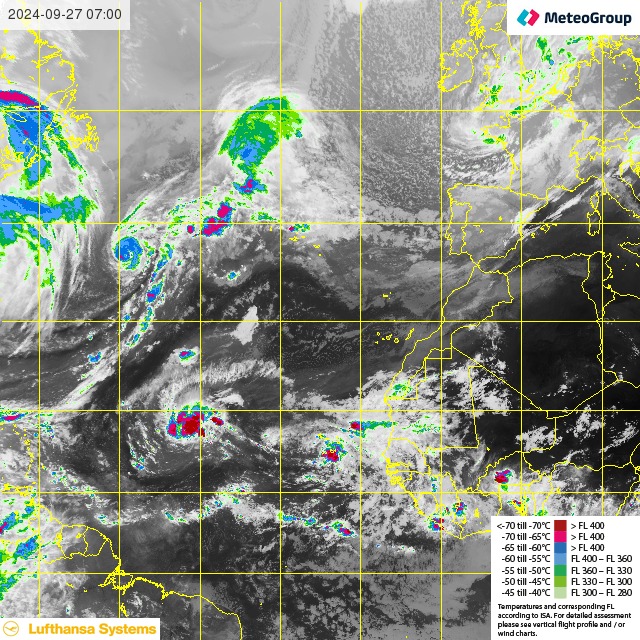 2024-09-27 07:00
MeteoGroup
<-70 till -70°C > FL 400
-70 till -65°C > FL 400
-65 till -60°C > FL 400
-60 till -55°C FL 400 – FL 360
-55 till -50°C FL 360 – FL 330
-50 till -45°C FL 330 – FL 300
-45 till -40°C FL 300 – FL 280
Temperatures and corresponding FL
according to ISA. For detailed assessment
please see vertical flight profile and / or
wind charts.
Lufthansa Systems